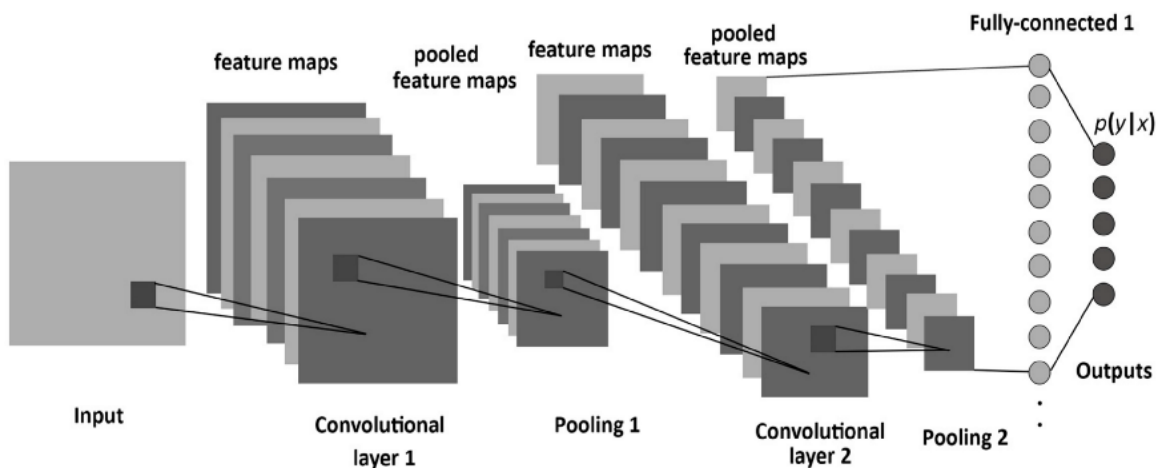 Fully-connected 1
feature maps
pooled
feature maps
feature maps
pooled
feature maps
p(y|x)
Input
Convolutional
layer 1
Pooling 1
Convolutional
layer 2
Pooling 2
Outputs